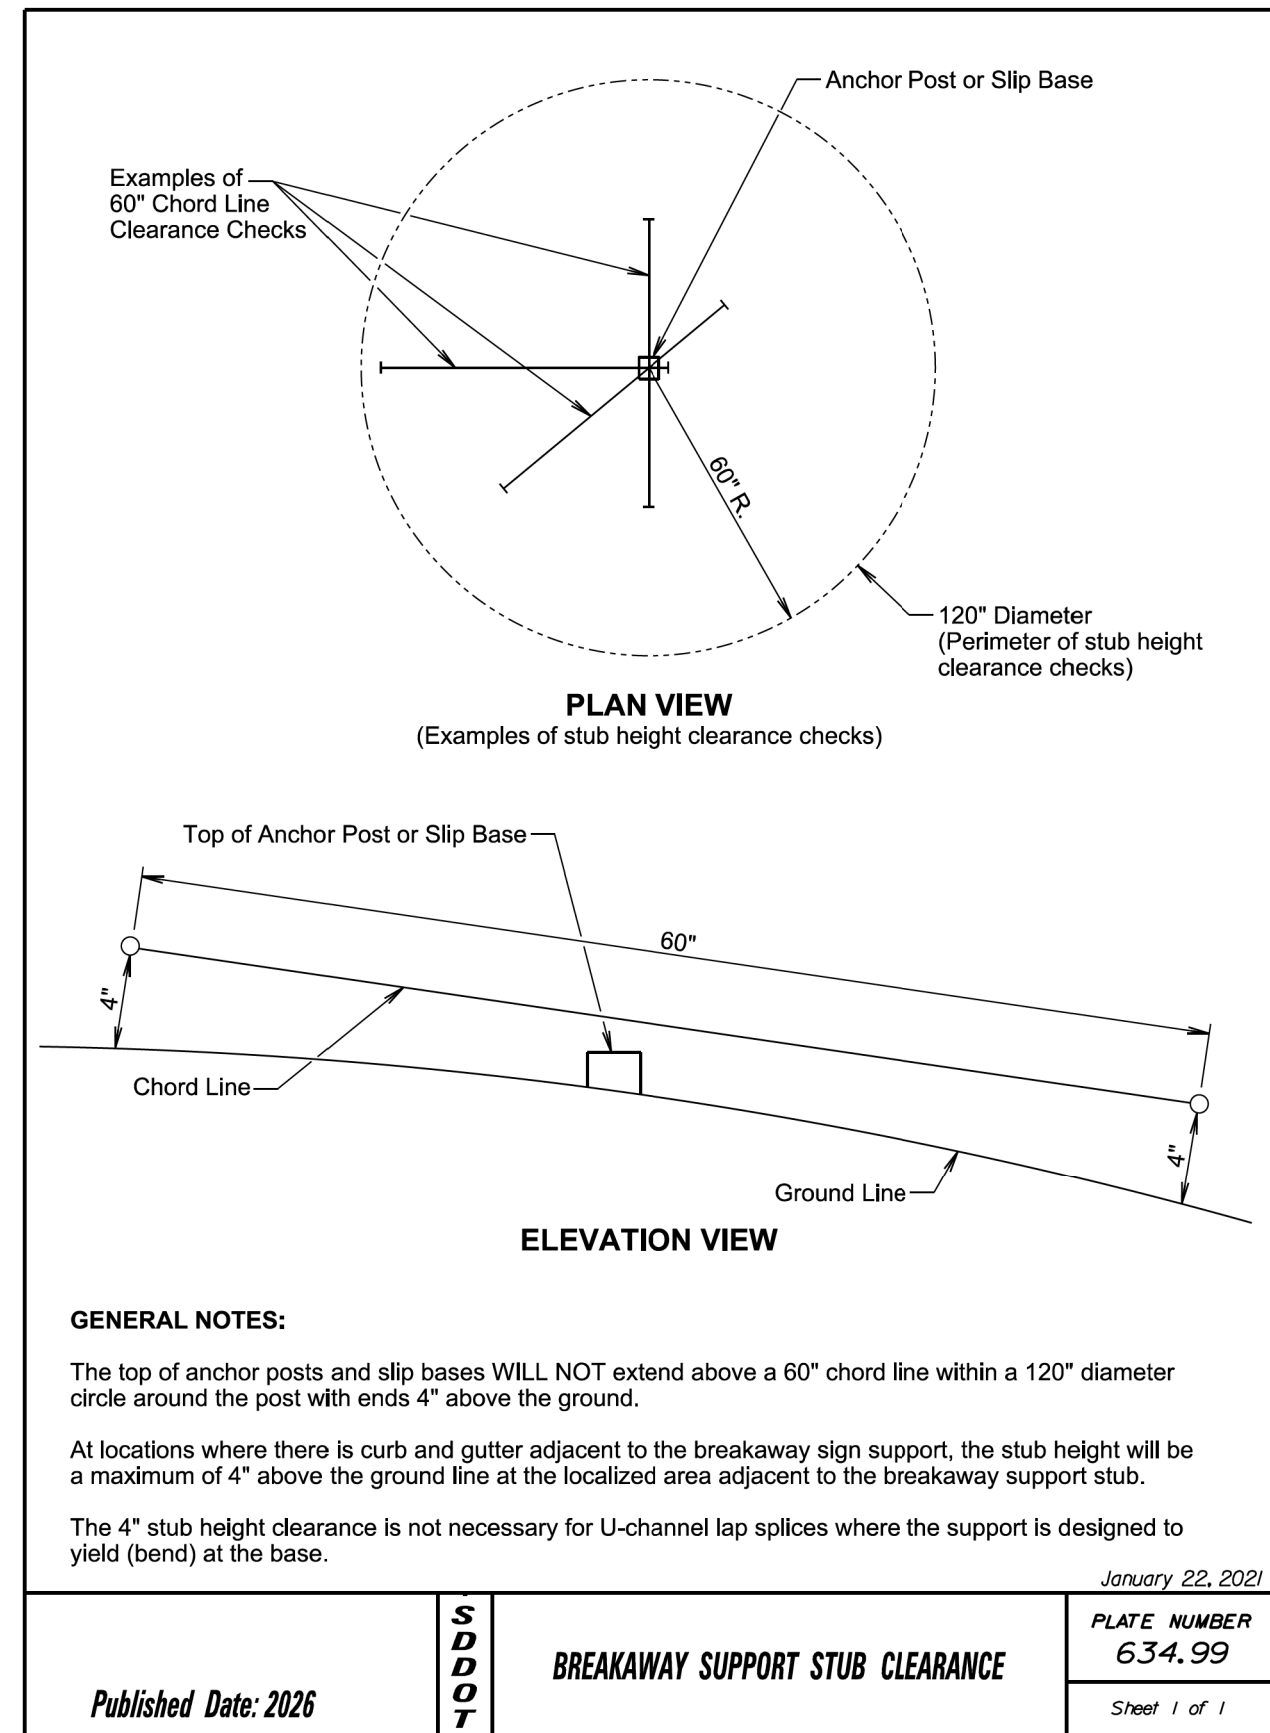 Anchor Post or Slip Base
Examples of
60" Chord Line
Clearance Checks
60" R.
120" Diameter
(Perimeter of stub height
clearance checks)
PLAN VIEW
(Examples of stub height clearance checks)
Top of Anchor Post or Slip Base
60"
4"
Chord Line
4"
Ground Line
ELEVATION VIEW
GENERAL NOTES:
The top of anchor posts and slip bases WILL NOT extend above a 60" chord line within a 120" diameter
circle around the post with ends 4" above the ground.
At locations where there is curb and gutter adjacent to the breakaway sign support, the stub height will be
a maximum of 4" above the ground line at the localized area adjacent to the breakaway support stub.
The 4" stub height clearance is not necessary for U-channel lap splices where the support is designed to
yield (bend) at the base.
January 22, 2021
Published Date: 2026
S
D
D
O
T
BREAKAWAY SUPPORT STUB CLEARANCE
PLATE NUMBER
634.99
Sheet 1 of 1